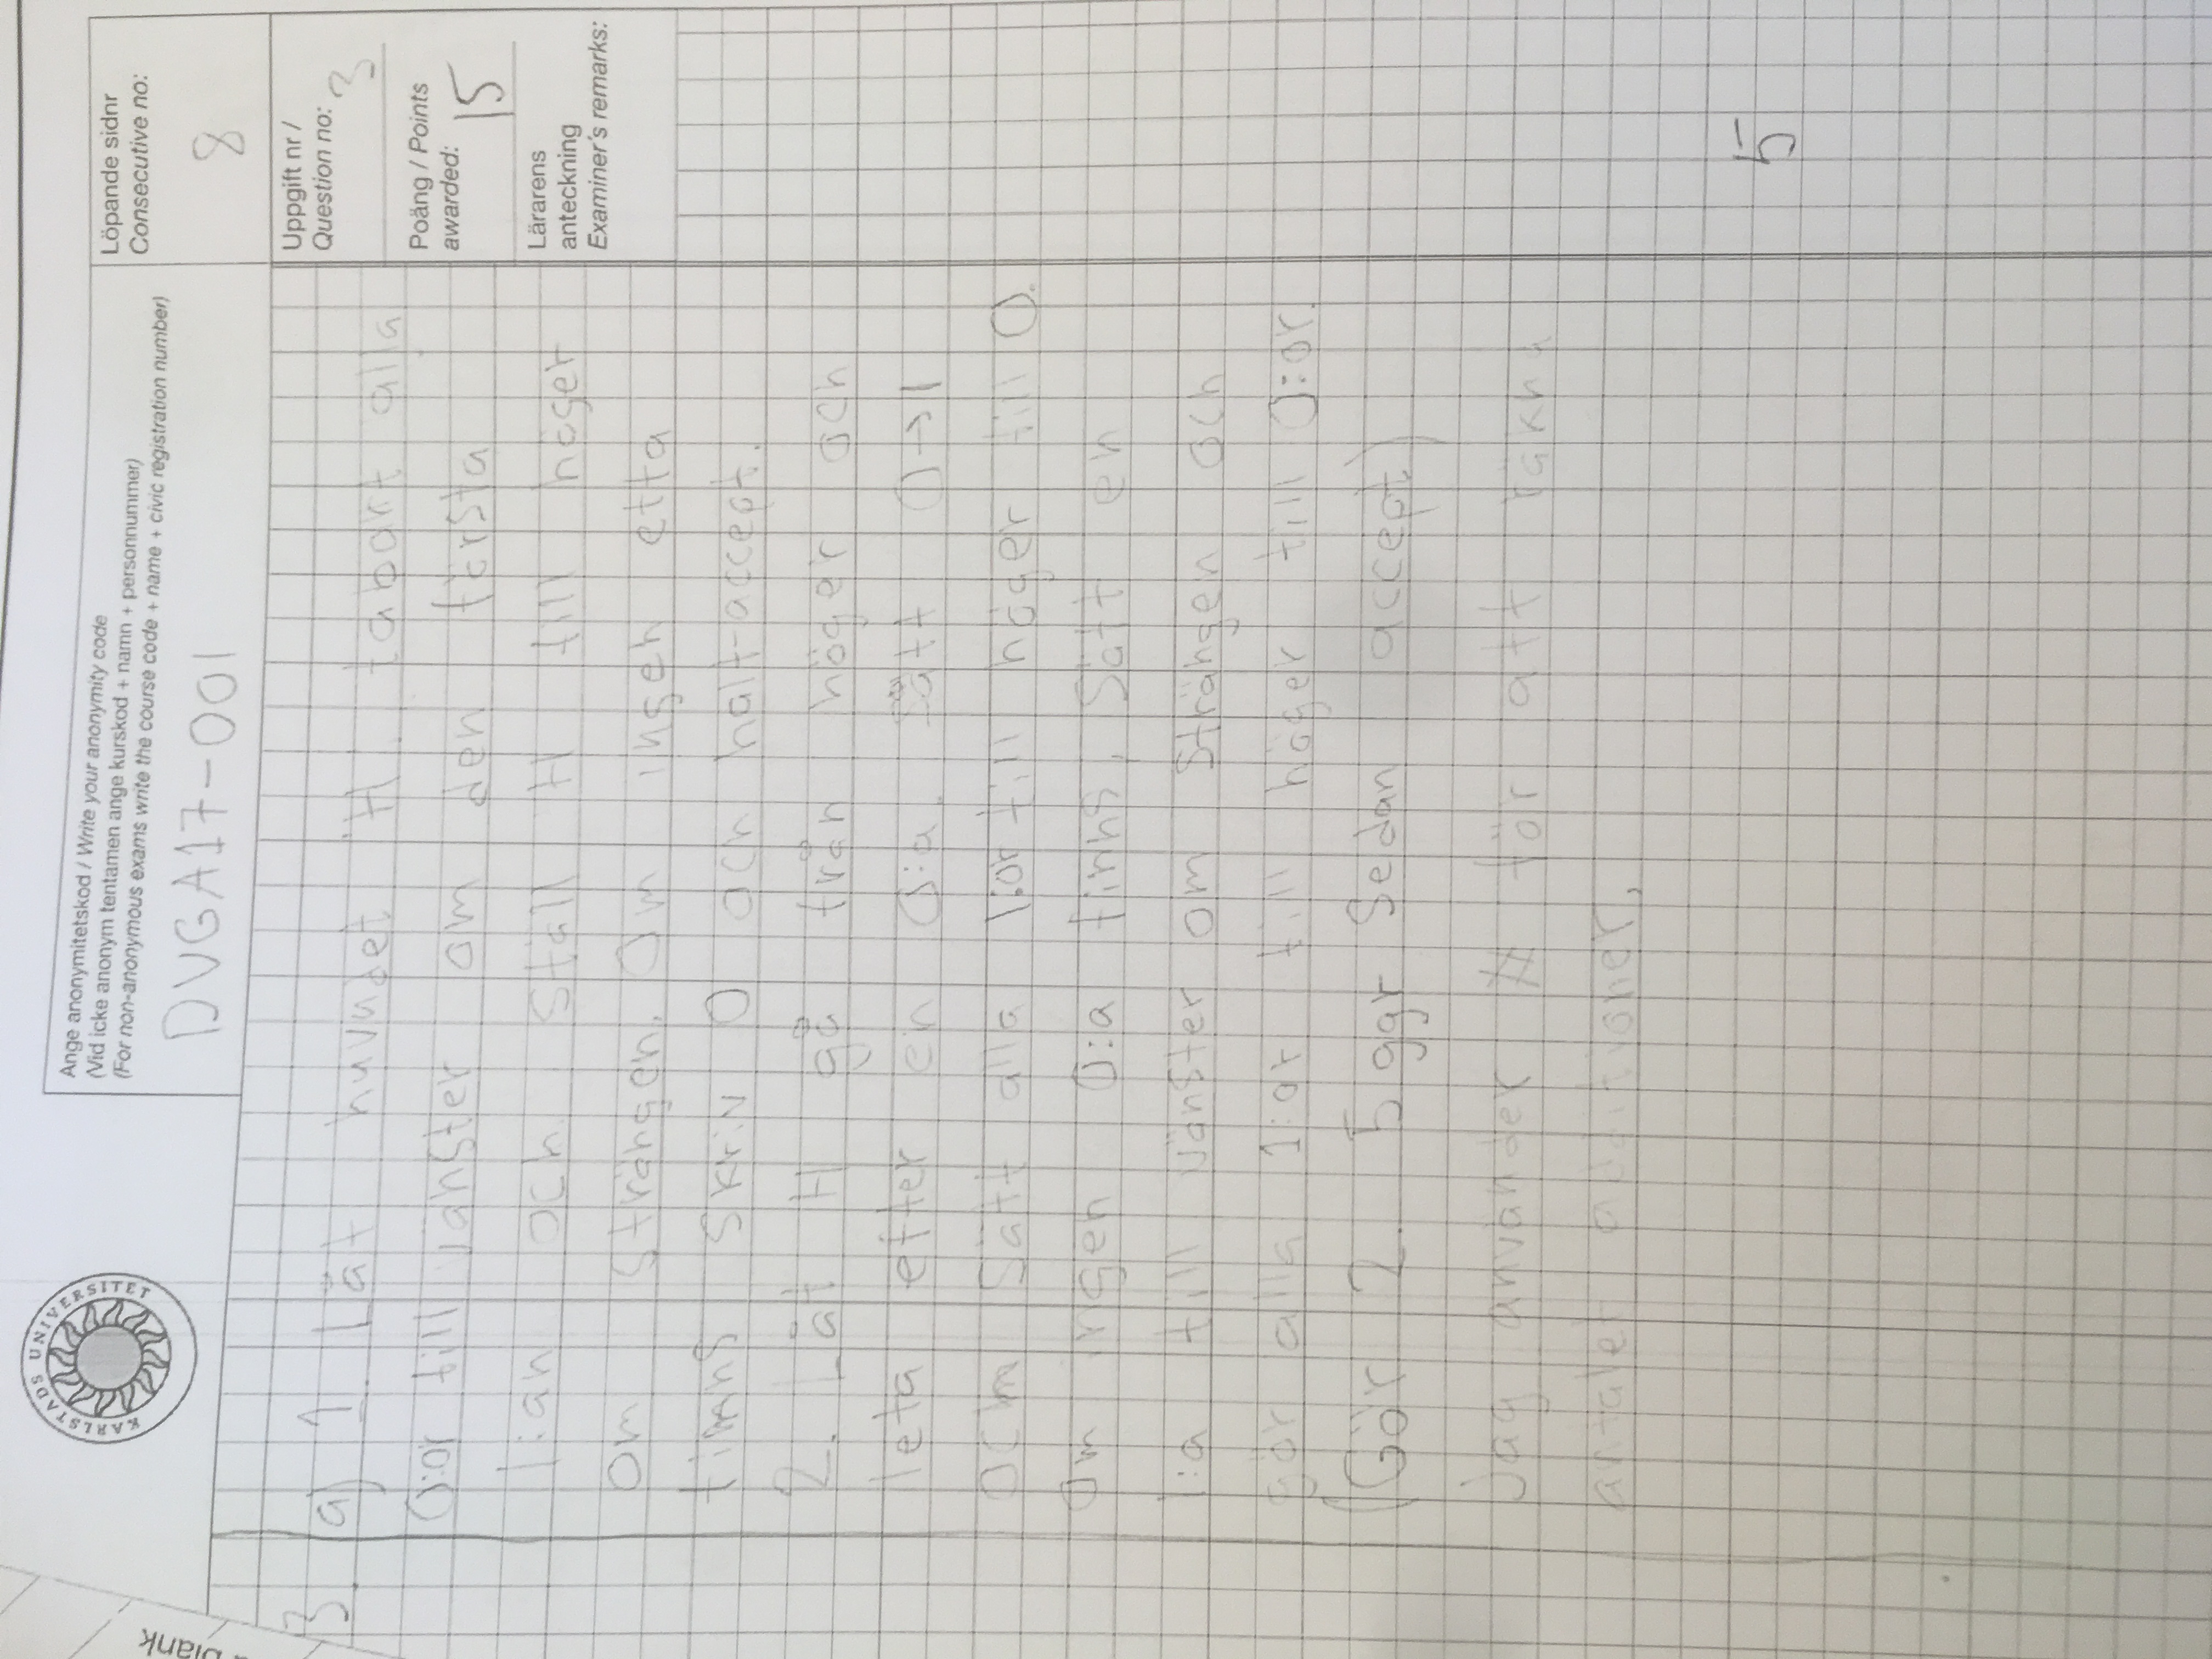 blank
KARLSTADS UNIVERSITET
Ange anonymitetskod / Write your anonymity code
(Vid icke anonym tentamen ange kurskod + namn + personnummer)
(For non-anonymous exams write the course code + name + civic registration number)
DVGA17-001
Löpande sidnr
Consecutive no:
8
Uppgift nr /
Question no:
3
Poäng / Points
awarded:
15
Lärarens
anteckning
Examiner's remarks:
3. a) 1. Låt huvudet H. tabort alla
0:or till vänster om den första
1:an och ställ H till höger
om strängen. Om ingen etta
finns skriv 0 och halt-accept.
2. Låt H gå från höger och
leta efter en 0:a. Sätt 0→1
och sätt alla 1:or till höger till 0.
Om ingen 0:a finns, sätt en
1:a till vänster om strängen och
gör alla 1:or till höger till 0:or.
(Gör 2. 5 ggr sedan accept)
Jag använder # för att räkna
antalet additioner.
5